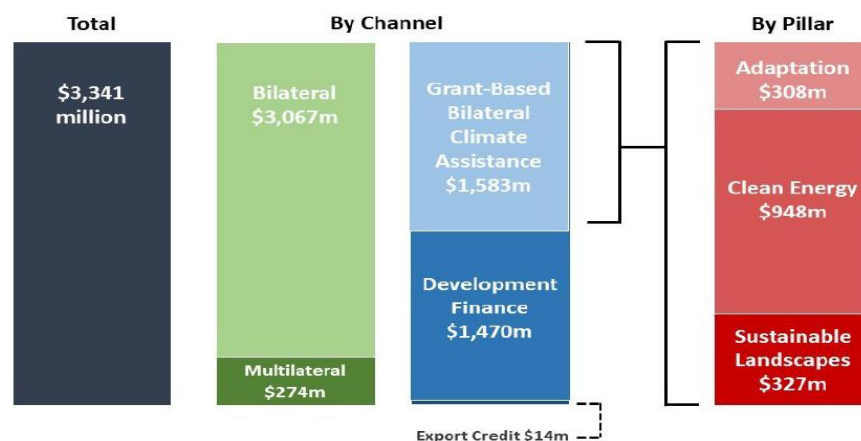 Total
By Channel
By Pillar
$3,341
million
Bilateral
$3,067m
Multilateral
$274m
Grant-Based
Bilateral
Climate
Assistance
$1,583m
Development
Finance
$1,470m
Export Credit $14m
Adaptation
$308m
Clean Energy
$948m
Sustainable
Landscapes
$327m